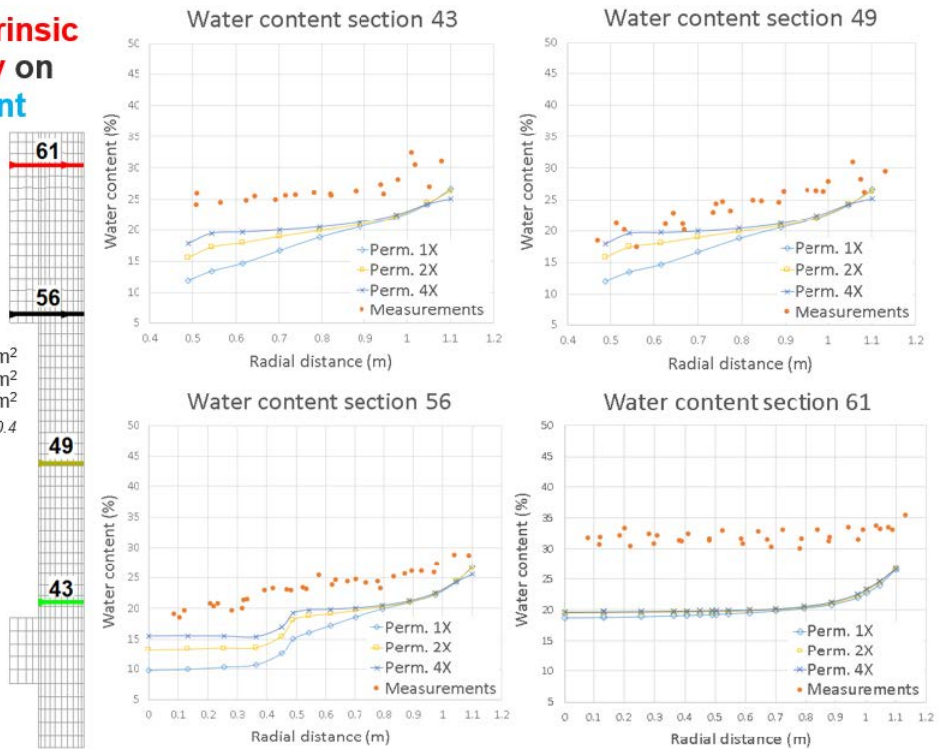 rinsic
y on
nt
61
56
m²
m²
m²
0.4
49
43
Water content section 43
Water content (%)
50
45
40
35
30
25
20
15
10
5
Perm. 1X
Perm. 2X
Perm. 4X
Measurements
0.4 0.5 0.6 0.7 0.8 0.9 1 1.1 1.2
Radial distance (m)
Water content section 49
Water content (%)
50
45
40
35
30
25
20
15
10
5
Perm. 1X
Perm. 2X
Perm. 4X
Measurements
0.4 0.5 0.6 0.7 0.8 0.9 1 1.1 1.2
Radial distance (m)
Water content section 56
Water content (%)
50
45
40
35
30
25
20
15
10
5
Perm. 1X
Perm. 2X
Perm. 4X
Measurements
0 0.1 0.2 0.3 0.4 0.5 0.6 0.7 0.8 0.9 1 1.1 1.2
Radial distance (m)
Water content section 61
Water content (%)
50
45
40
35
30
25
20
15
10
5
Perm. 1X
Perm. 2X
Perm. 4X
Measurements
0 0.1 0.2 0.3 0.4 0.5 0.6 0.7 0.8 0.9 1 1.1 1.2
Radial distance (m)